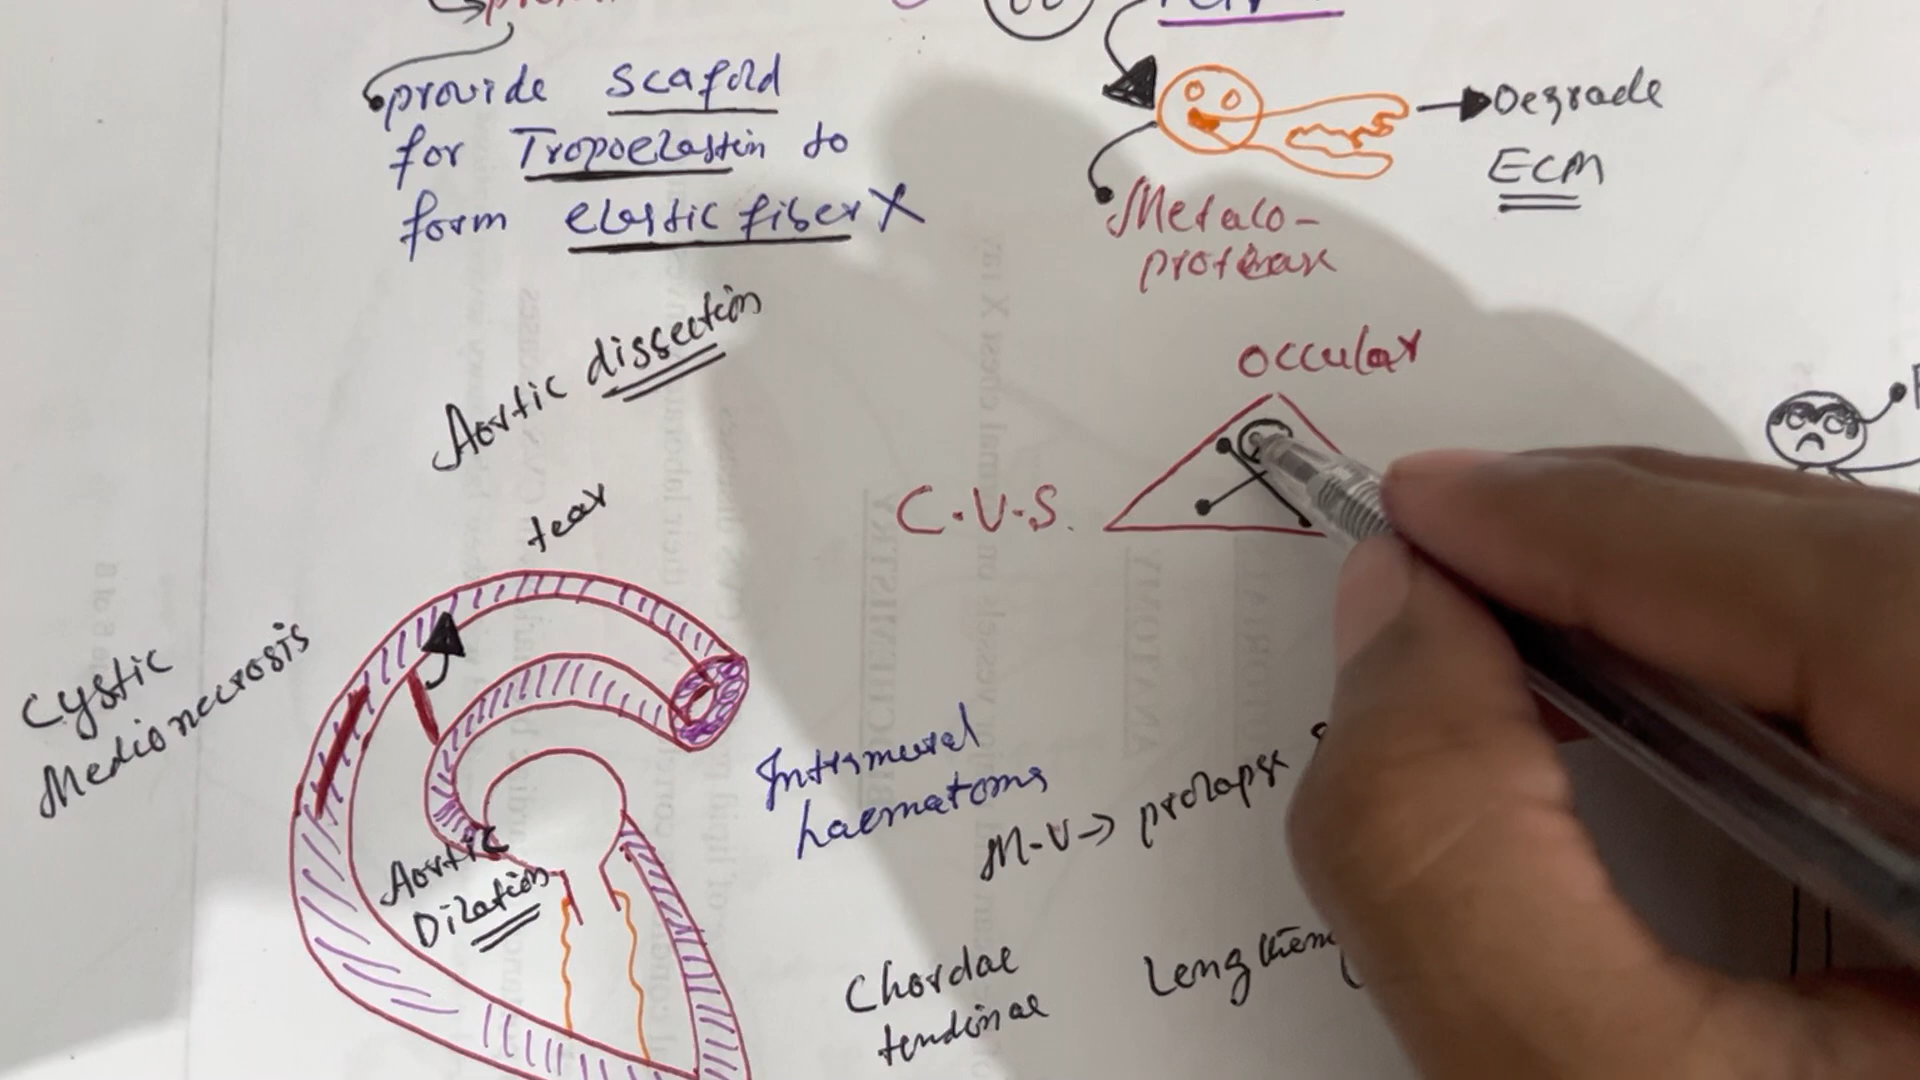 provide scafold
for Tropoelastin to
form elastic fiber X
Degrade
ECM
Metalo-
protenase
Aortic dissection
tear
occular
C.V.S.
Cystic
Medionecrosis
Aortic
Dilation
Intramural
haematoma
M-V→ prolapse
Chordae
tendinae
Lengthen